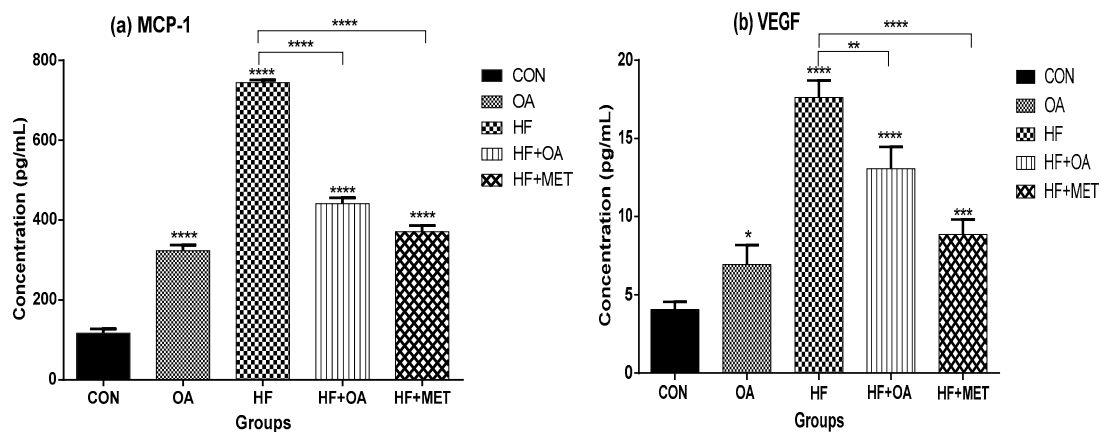 (a) MCP-1
****
****
Concentration (pg/mL)
800
600
400
200
0
****
****
****
****
CON
OA
HF
HF+OA
HF+MET
Groups
CON
OA
HF
HF+OA
HF+MET
(b) VEGF
****
**
Concentration (pg/mL)
20
15
10
5
0
*
****
****
***
CON
OA
HF
HF+OA
HF+MET
Groups
CON
OA
HF
HF+OA
HF+MET